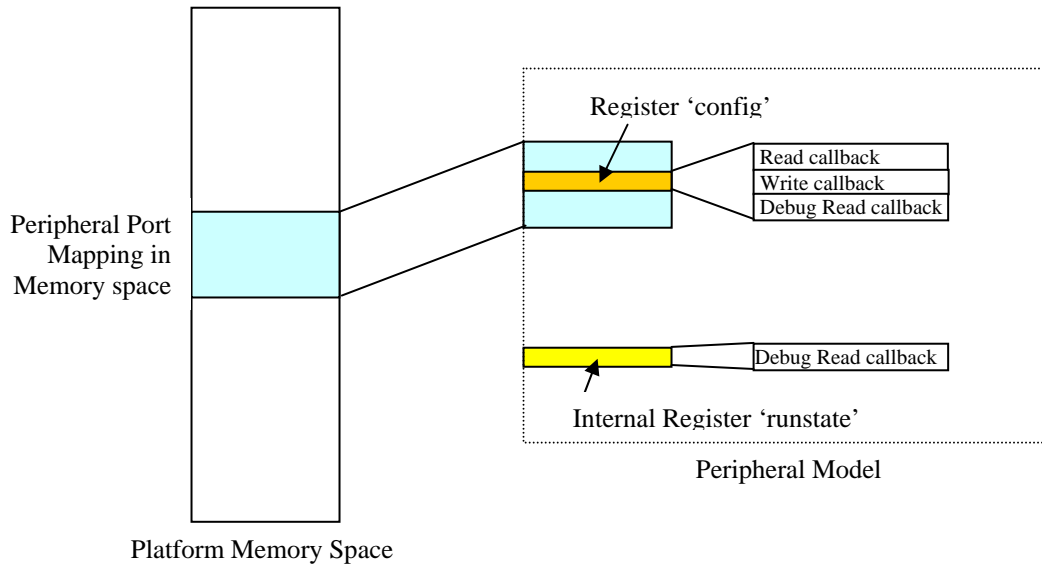 Register ‘config’
Read callback
Write callback
Debug Read callback
Peripheral Port
Mapping in
Memory space
Debug Read callback
Internal Register ‘runstate’
Peripheral Model
Platform Memory Space